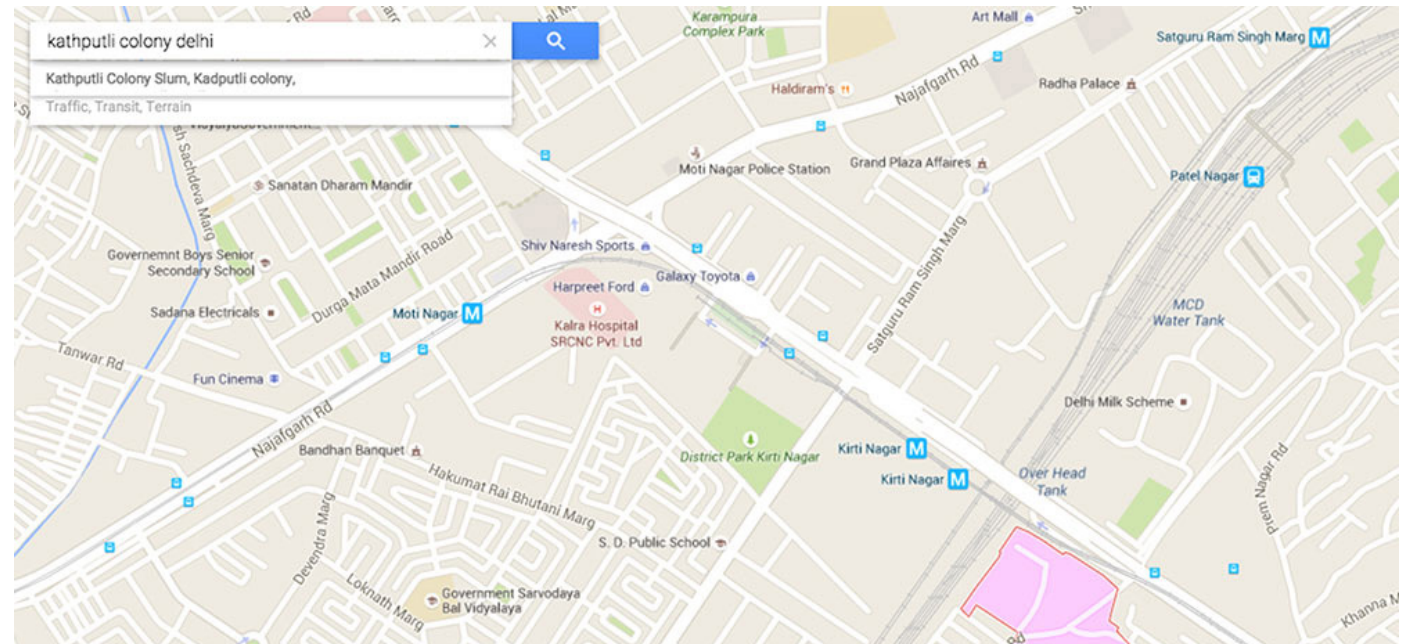 kathputli colony delhi
Kathputli Colony Slum, Kadputli colony,
Traffic, Transit, Terrain
Rd
Karampura
Complex Park
Art Mall
Satguru Ram Singh Marg
M
Haldiram's
Najafgarh Rd
Radha Palace
Sachdeva Marg
Moti Nagar Police Station
Grand Plaza Affaires
Patel Nagar
Sanatan Dharam Mandir
Governemnt Boys Senior
Secondary School
Durga Mata Mandir Road
Shiv Naresh Sports
Galaxy Toyota
Harpreet Ford
Satguru Ram Singh Marg
Sadana Electricals
Moti Nagar
M
H
Kalra Hospital
SRCNC Pvt. Ltd
MCD
Water Tank
Tanwar Rd
Fun Cinema
Najafgarh Rd
Delhi Milk Scheme
Bandhan Banquet
District Park Kirti Nagar
Kirti Nagar
M
Kirti Nagar
M
Over Head
Tank
Prem Nagar Rd
Hakumat Rai Bhutani Marg
Devendra Marg
S. D. Public School
Loknath Marg
Government Sarvodaya
Bal Vidyalaya
Rd
Khanna M